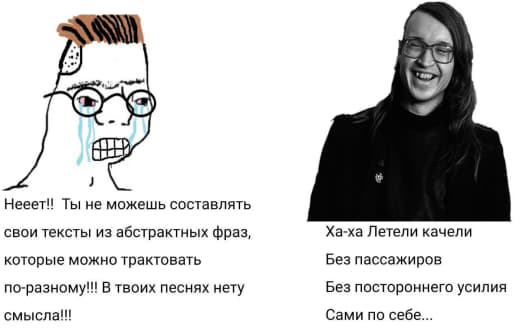 Нееет!! Ты не можешь составлять
свои тексты из абстрактных фраз,
которые можно трактовать
по-разному!!! В твоих песнях нету
смысла!!!
Ха-ха Летели качели
Без пассажиров
Без постороннего усилия
Сами по себе...